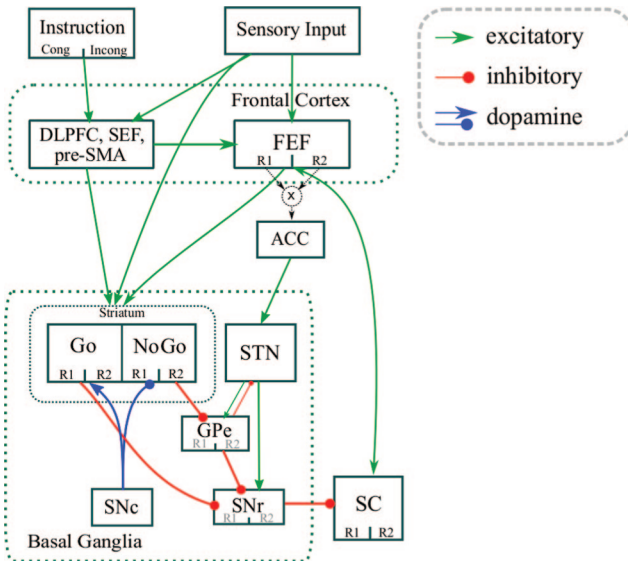 Instruction
Cong Incong
Sensory Input
excitatory
inhibitory
dopamine
Frontal Cortex
DLPFC, SEF,
pre-SMA
FEF
R1 R2
x
ACC
Striatum
Go NoGo
R1 R2 R1 R2
STN
GPe
R1 R2
SNc
SNr
R1 R2
SC
R1 R2
Basal Ganglia